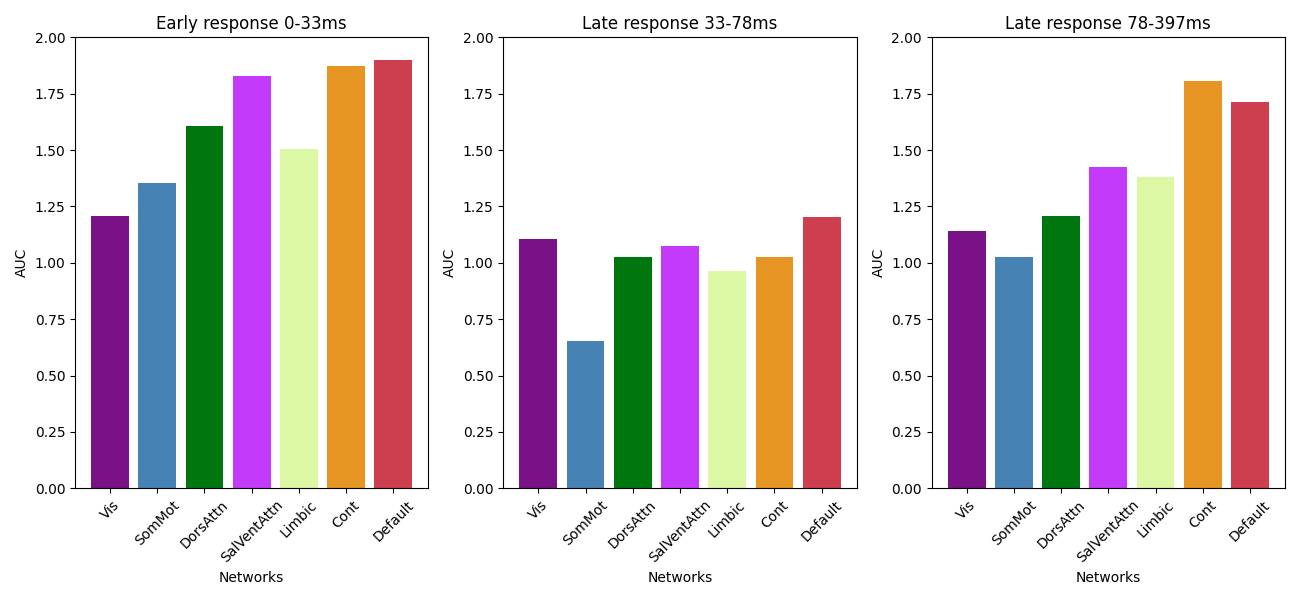 Early response 0-33ms
2.00
1.75
1.50
1.25
1.00
0.75
0.50
0.25
0.00
AUC
Vis
SomMot
DorsAttn
SalVentAttn
Limbic
Cont
Default
Networks
Late response 33-78ms
2.00
1.75
1.50
1.25
1.00
0.75
0.50
0.25
0.00
AUC
Vis
SomMot
DorsAttn
SalVentAttn
Limbic
Cont
Default
Networks
Late response 78-397ms
2.00
1.75
1.50
1.25
1.00
0.75
0.50
0.25
0.00
AUC
Vis
SomMot
DorsAttn
SalVentAttn
Limbic
Cont
Default
Networks